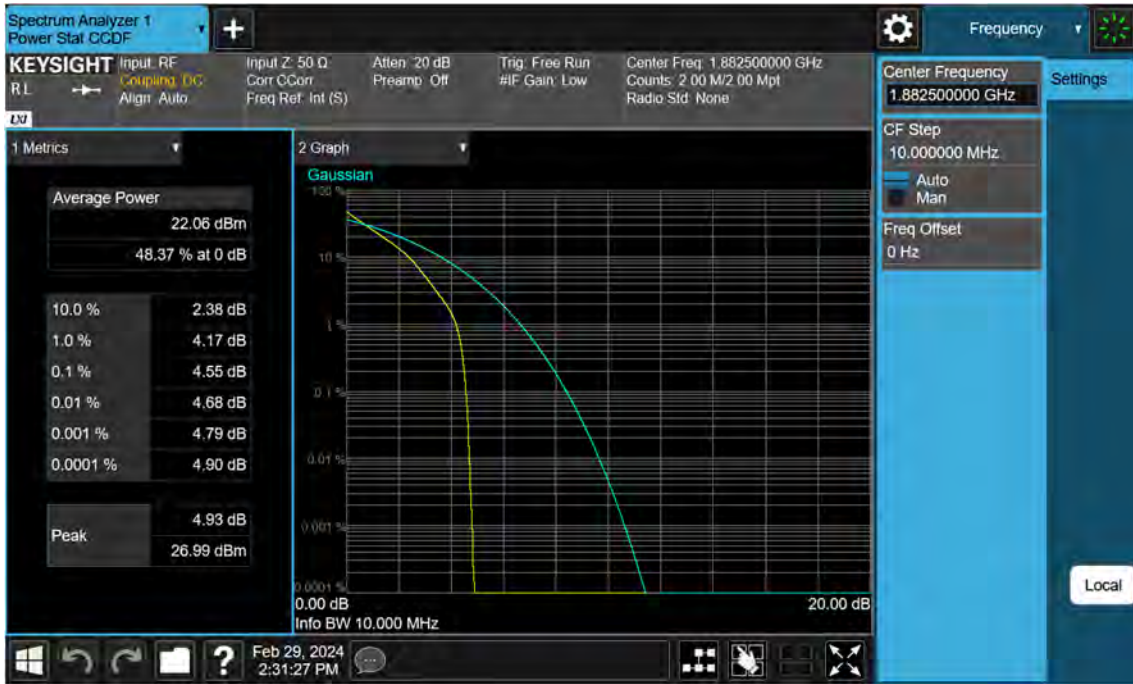 Spectrum Analyzer 1
Power Stat CCDF
Frequency
KEYSIGHT
R L
LXI
Input: RF
Coupling: DC
Align: Auto
Input Z: 50 Ω
Corr CCorr
Freq Ref: Int (S)
Atten: 20 dB
Preamp: Off
Trig: Free Run
#IF Gain: Low
Center Freq: 1.882500000 GHz
Counts: 2.00 M/2.00 Mpt
Radio Std: None
Center Frequency
1.882500000 GHz
Settings
CF Step
10.000000 MHz
Auto
Man
Freq Offset
0 Hz
1 Metrics
Average Power
22.06 dBm
48.37 % at 0 dB
10.0 % 2.38 dB
1.0 % 4.17 dB
0.1 % 4.55 dB
0.01 % 4.68 dB
0.001 % 4.79 dB
0.0001 % 4.90 dB
Peak
4.93 dB
26.99 dBm
2 Graph
Gaussian
100 %
10 %
1 %
0.1 %
0.01 %
0.001 %
0.0001 %
0.00 dB
20.00 dB
Info BW 10.000 MHz
Local
?
Feb 29, 2024
2:31:27 PM